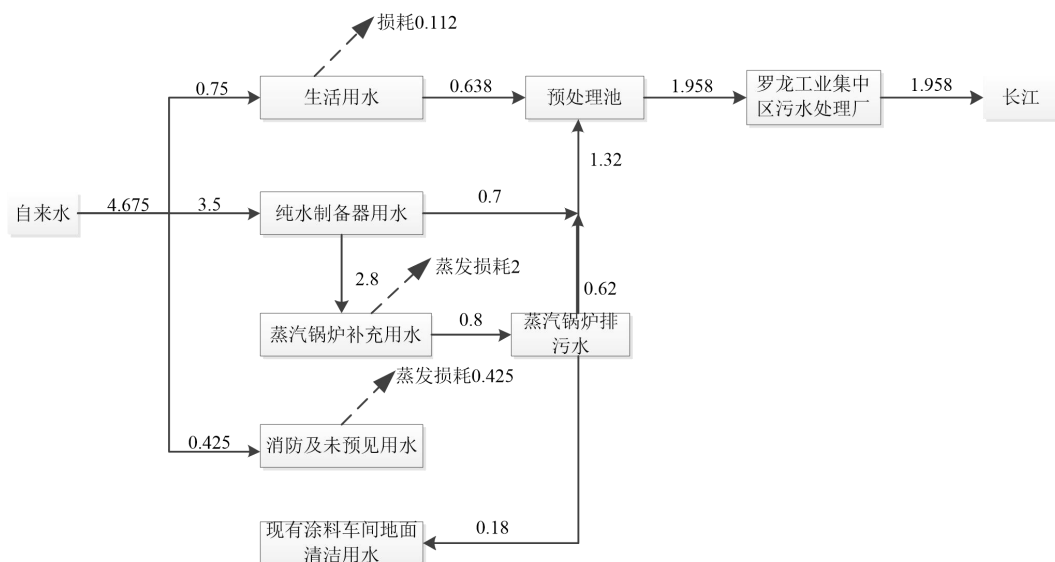 损耗0.112
0.75
生活用水
0.638
预处理池
1.958
罗龙工业集中
区污水处理厂
1.958
长江
1.32
自来水
4.675
3.5
纯水制备器用水
0.7
2.8
蒸发损耗2
0.62
蒸汽锅炉补充用水
0.8
蒸汽锅炉排
污水
蒸发损耗0.425
0.425
消防及未预见用水
现有涂料车间地面
清洁用水
0.18